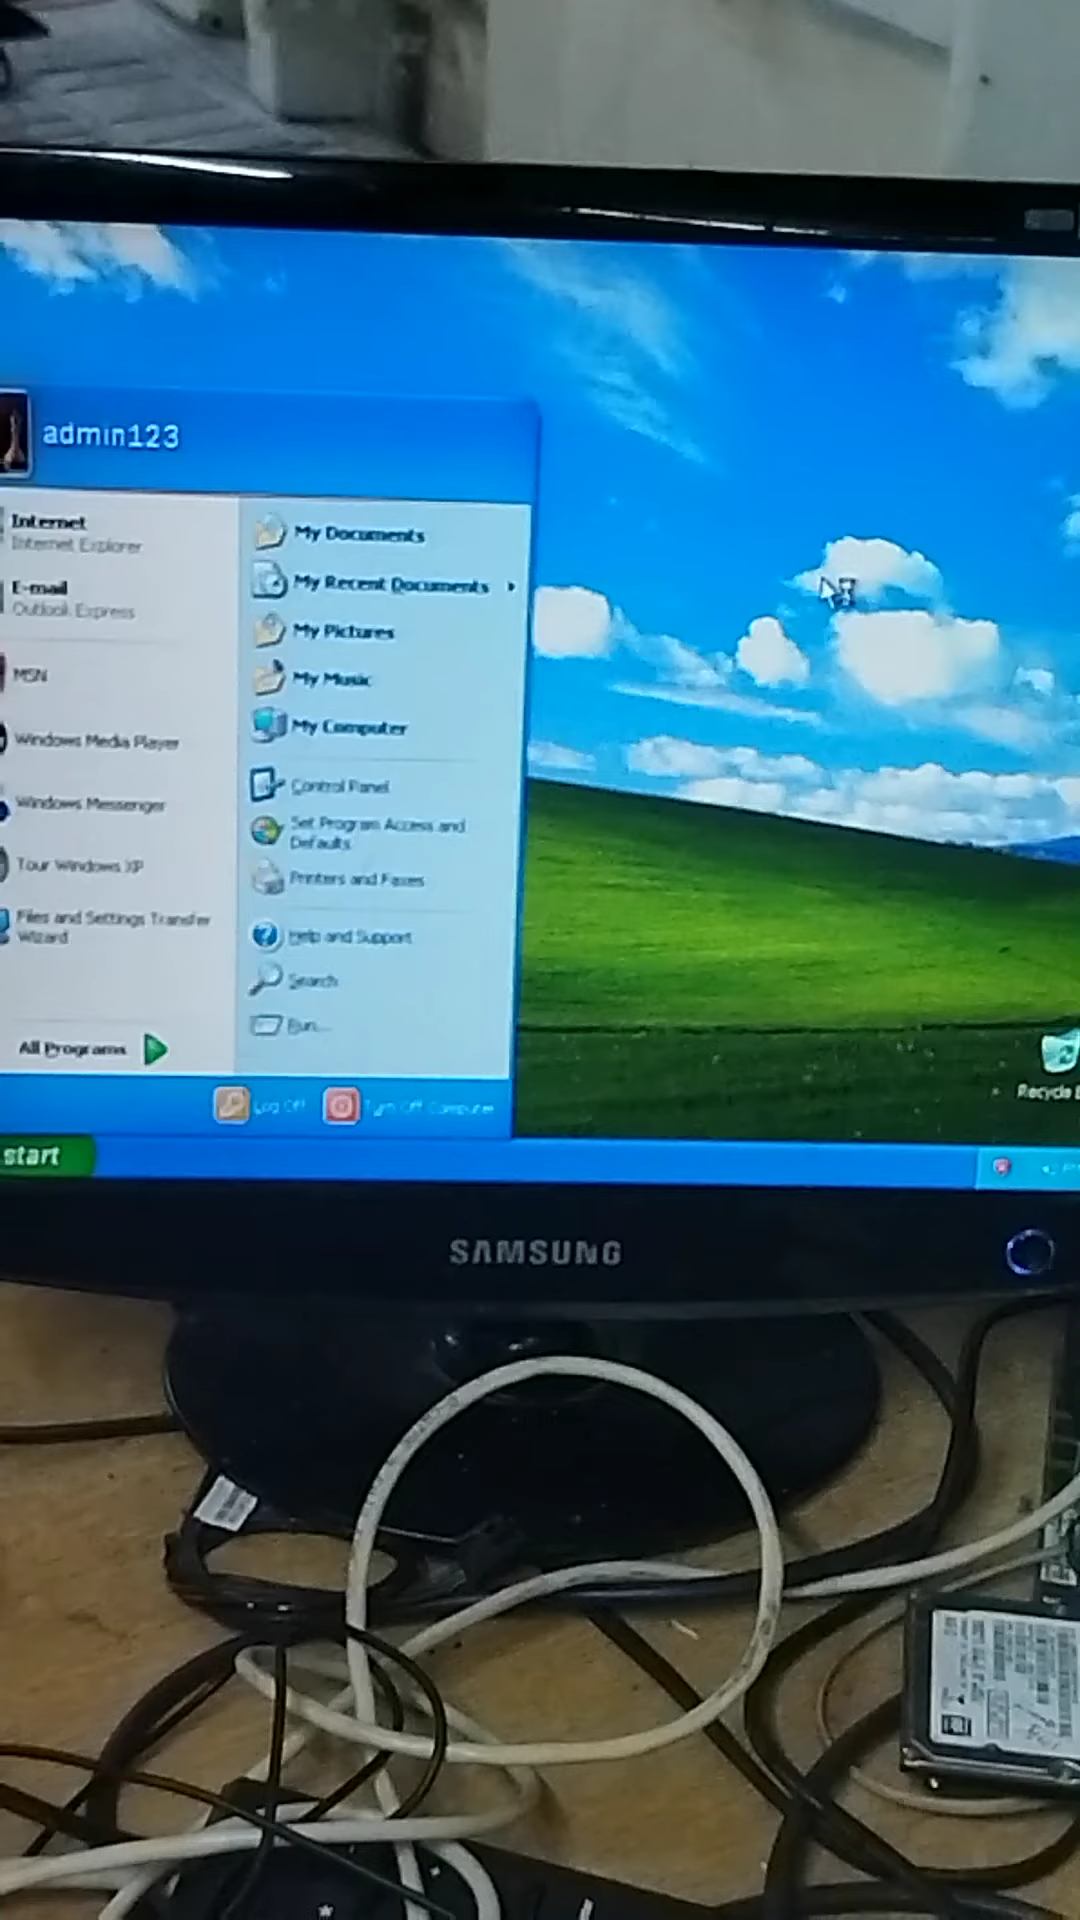 admin123
Internet
Internet Explorer
E-mail
Outlook Express
MSN
Windows Media Player
Windows Messenger
Tour Windows XP
Files and Settings Transfer
Wizard
All Programs
My Documents
My Recent Documents
My Pictures
My Music
My Computer
Control Panel
Set Program Access and
Defaults
Printers and Faxes
Help and Support
Search
Run...
Log Off
Turn Off Computer
Recycle
start
SAMSUNG